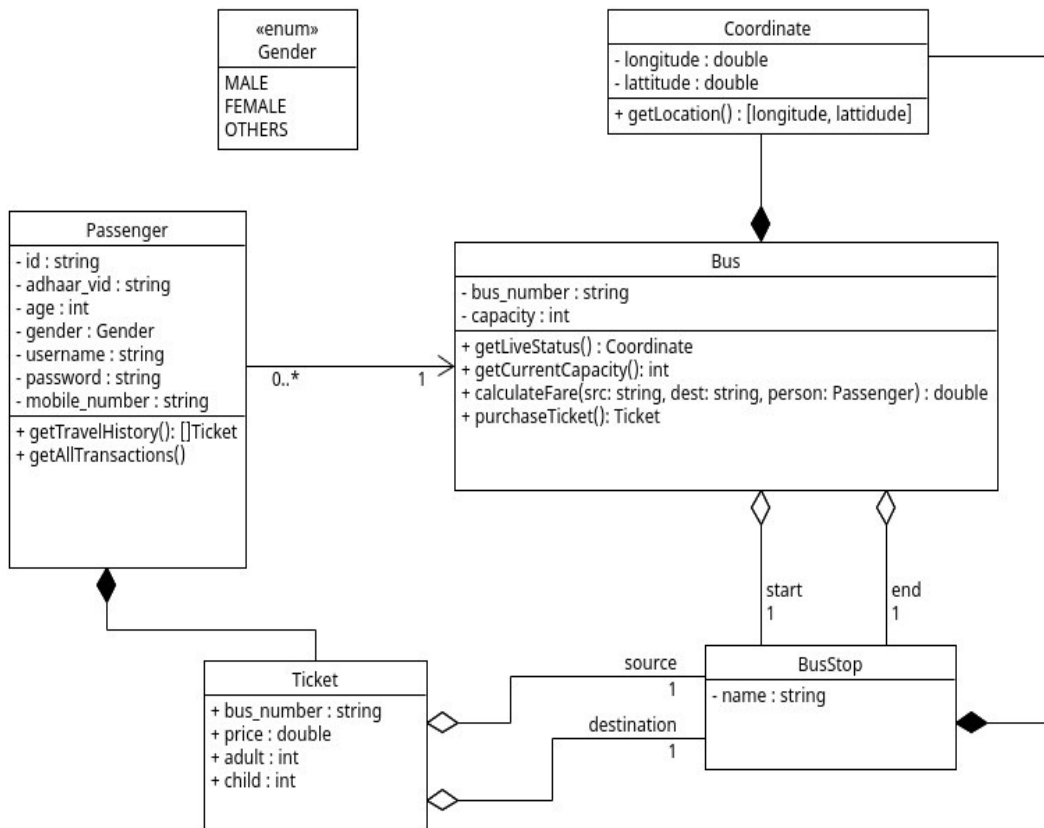 «enum»
Gender
MALE
FEMALE
OTHERS
Coordinate
- longitude : double
- lattitude : double
+ getLocation() : [longitude, lattidude]
Passenger
- id : string
- adhaar_vid : string
- age : int
- gender : Gender
- username : string
- password : string
- mobile_number : string
+ getTravelHistory(): []Ticket
+ getAllTransactions()
0..*
1
Bus
- bus_number : string
- capacity : int
+ getLiveStatus() : Coordinate
+ getCurrentCapacity(): int
+ calculateFare(src: string, dest: string, person: Passenger) : double
+ purchaseTicket(): Ticket
start
1
end
1
Ticket
+ bus_number : string
+ price : double
+ adult : int
+ child : int
source
1
destination
1
BusStop
- name : string